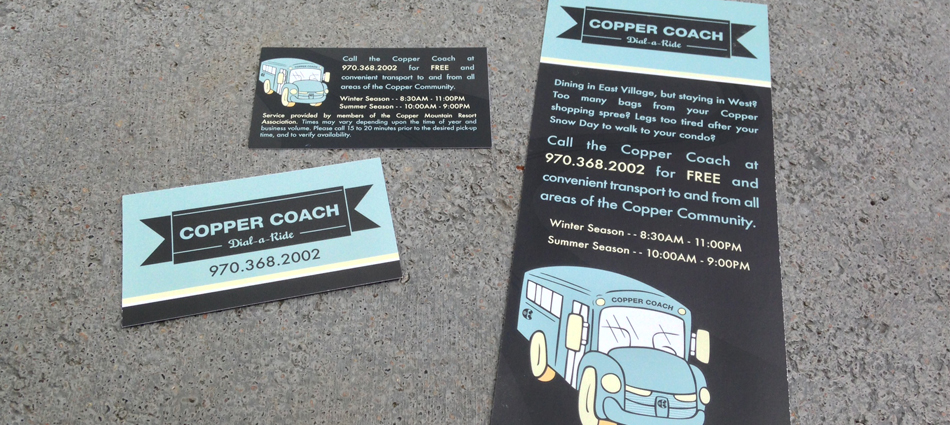 Call the Copper Coach at
970.368.2002 for FREE and
convenient transport to and from all
areas of the Copper Community.
Winter Season - - 8:30AM - 11:00PM
Summer Season - - 10:00AM - 9:00PM
Service provided by members of the Copper Mountain Resort
Association. Times may vary depending upon the time of year and
business volume. Please call 15 to 20 minutes prior to the desired pick-up
time, and to verify availability.
COPPER COACH
Dial-a-Ride
970.368.2002
COPPER COACH
Dial-a-Ride
Dining in East Village, but staying in West?
Too many bags from your Copper
shopping spree? Legs too tired after your
Snow Day to walk to your condo?
Call the Copper Coach at
970.368.2002 for FREE and
convenient transport to and from all
areas of the Copper Community.
Winter Season - - 8:30AM - 11:00PM
Summer Season - - 10:00AM - 9:00PM
COPPER COACH